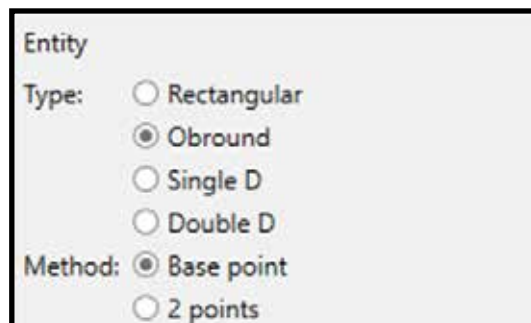 Entity
Type: Rectangular
Obround
Single D
Double D
Method: Base point
2 points